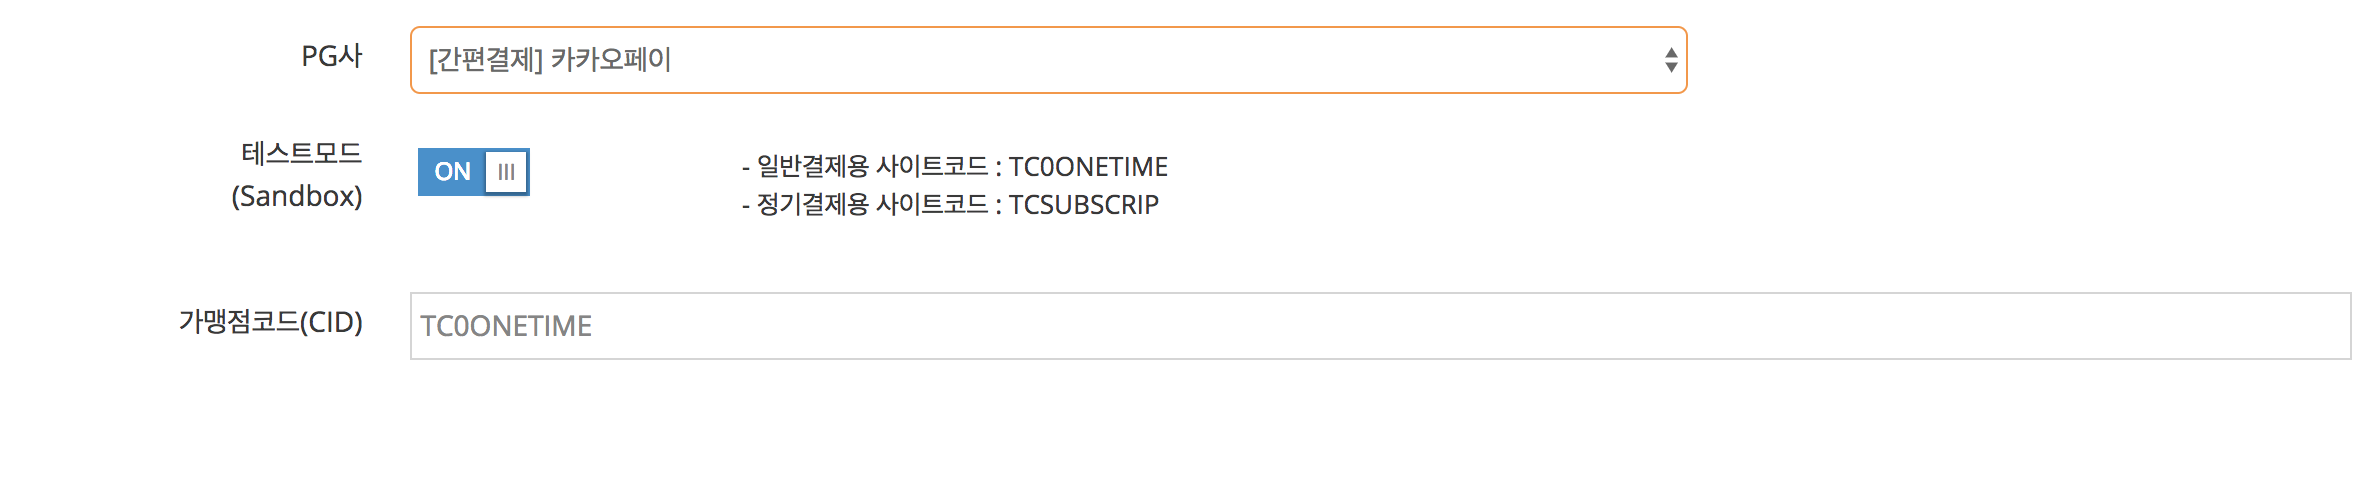 PG사
[간편결제] 카카오페이
테스트모드
(Sandbox)
ON
- 일반결제용 사이트코드 : TC0ONETIME
- 정기결제용 사이트코드 : TCSUBSCRIP
가맹점코드(CID)
TC0ONETIME